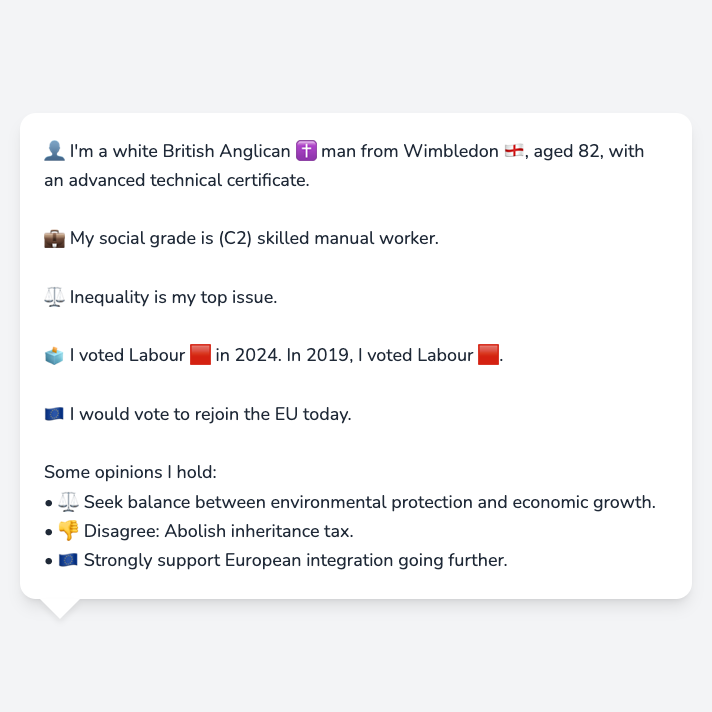 👤 I'm a white British Anglican ✝️ man from Wimbledon 🏴󠁧󠁢󠁥󠁮󠁧󠁿, aged 82, with
an advanced technical certificate.
💼 My social grade is (C2) skilled manual worker.
⚖️ Inequality is my top issue.
🗳️ I voted Labour 🟥 in 2024. In 2019, I voted Labour 🟥.
🇪🇺 I would vote to rejoin the EU today.
Some opinions I hold:
• ⚖️ Seek balance between environmental protection and economic growth.
• 👎 Disagree: Abolish inheritance tax.
• 🇪🇺 Strongly support European integration going further.